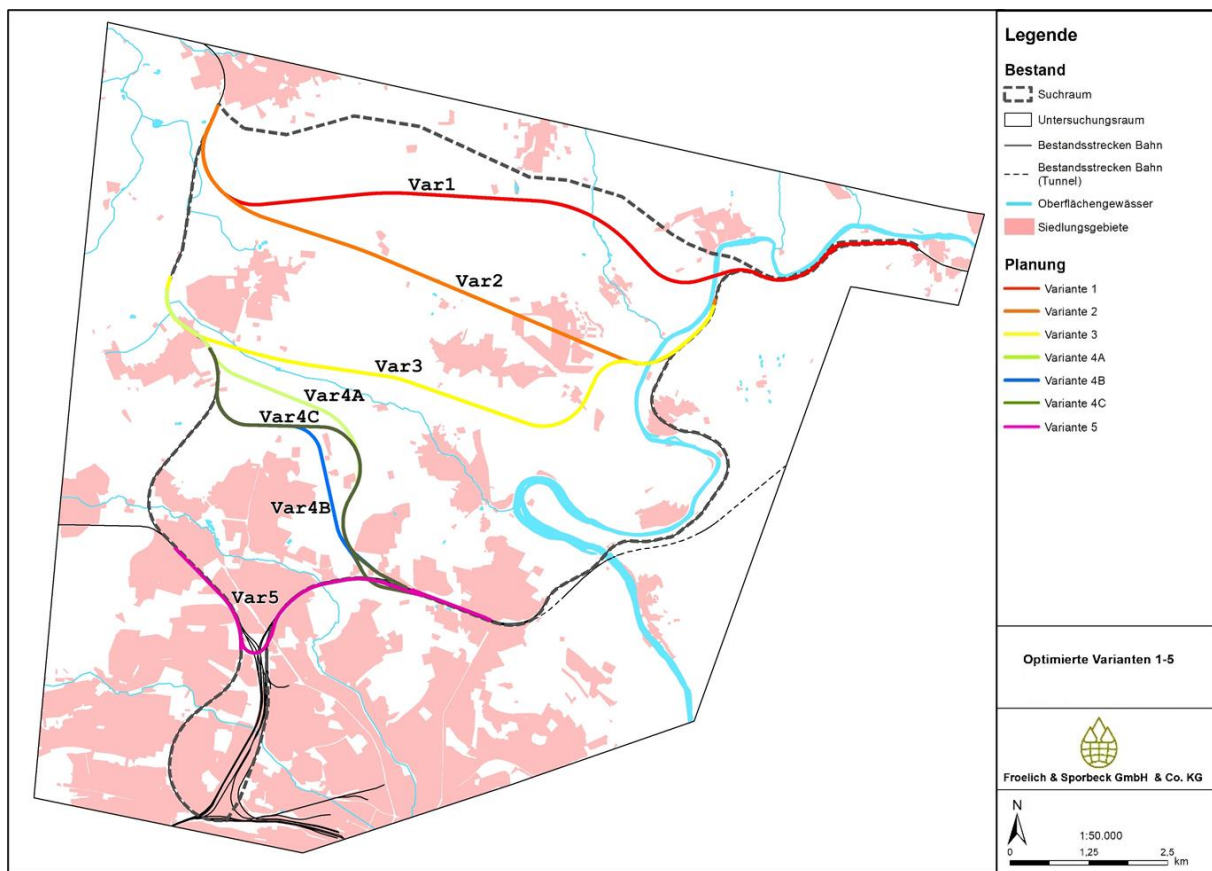 Var1
Var2
Var3
Var4A
Var4C
Var4B
Var5
Legende
Bestand
Suchraum
Untersuchungsraum
Bestandsstrecken Bahn
Bestandsstrecken Bahn
(Tunnel)
Oberflächengewässer
Siedlungsgebiete
Planung
Variante 1
Variante 2
Variante 3
Variante 4A
Variante 4B
Variante 4C
Variante 5
Optimierte Varianten 1-5
Froelich & Sporbeck GmbH & Co. KG
N
1:50.000
0 1,25 2,5
km